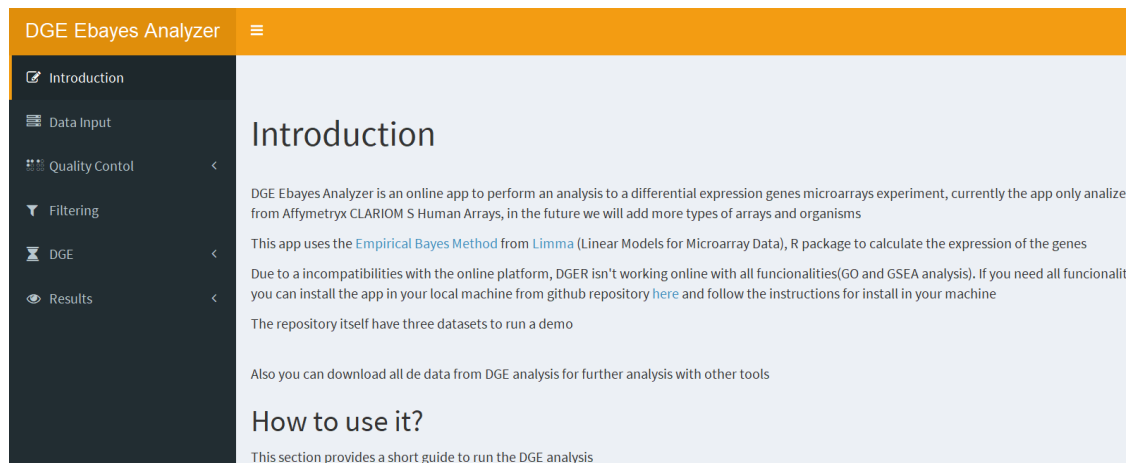 DGE Ebayes Analyzer
Introduction
Data Input
Quality Contol
Filtering
DGE
Results
Introduction
DGE Ebayes Analyzer is an online app to perform an analysis to a differential expression genes microarrays experiment, currently the app only analize
from Affymetryx CLARIOM S Human Arrays, in the future we will add more types of arrays and organisms
This app uses the Empirical Bayes Method from Limma (Linear Models for Microarray Data), R package to calculate the expression of the genes
Due to a incompatibilities with the online platform, DGER isn't working online with all funcionalities(GO and GSEA analysis). If you need all funcionalit
you can install the app in your local machine from github repository here and follow the instructions for install in your machine
The repository itself have three datasets to run a demo
Also you can download all de data from DGE analysis for further analysis with other tools
How to use it?
This section provides a short guide to run the DGE analysis